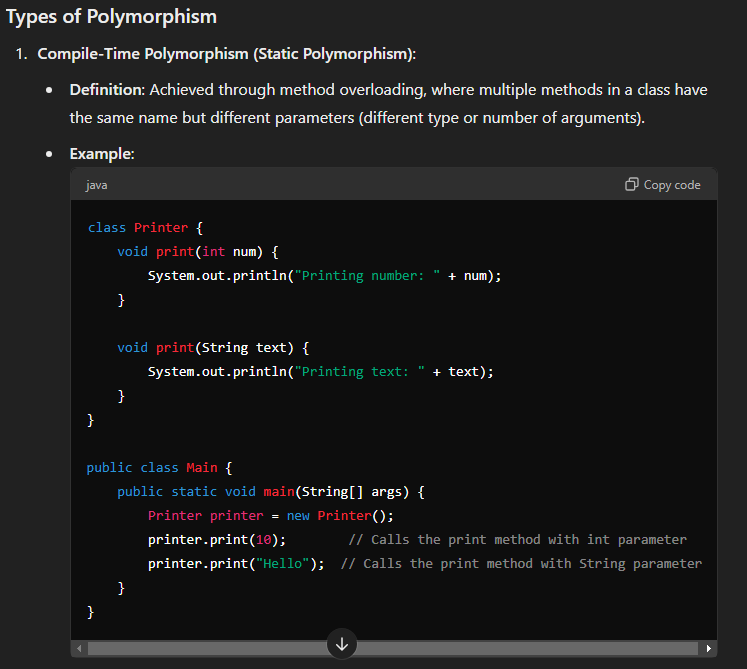 Types of Polymorphism
1. Compile-Time Polymorphism (Static Polymorphism):
• Definition: Achieved through method overloading, where multiple methods in a class have
the same name but different parameters (different type or number of arguments).
• Example:
java
Copy code
class Printer {
    void print(int num) {
        System.out.println("Printing number: " + num);
    }

    void print(String text) {
        System.out.println("Printing text: " + text);
    }
}

public class Main {
    public static void main(String[] args) {
        Printer printer = new Printer();
        printer.print(10);        // Calls the print method with int parameter
        printer.print("Hello");  // Calls the print method with String parameter
    }
}